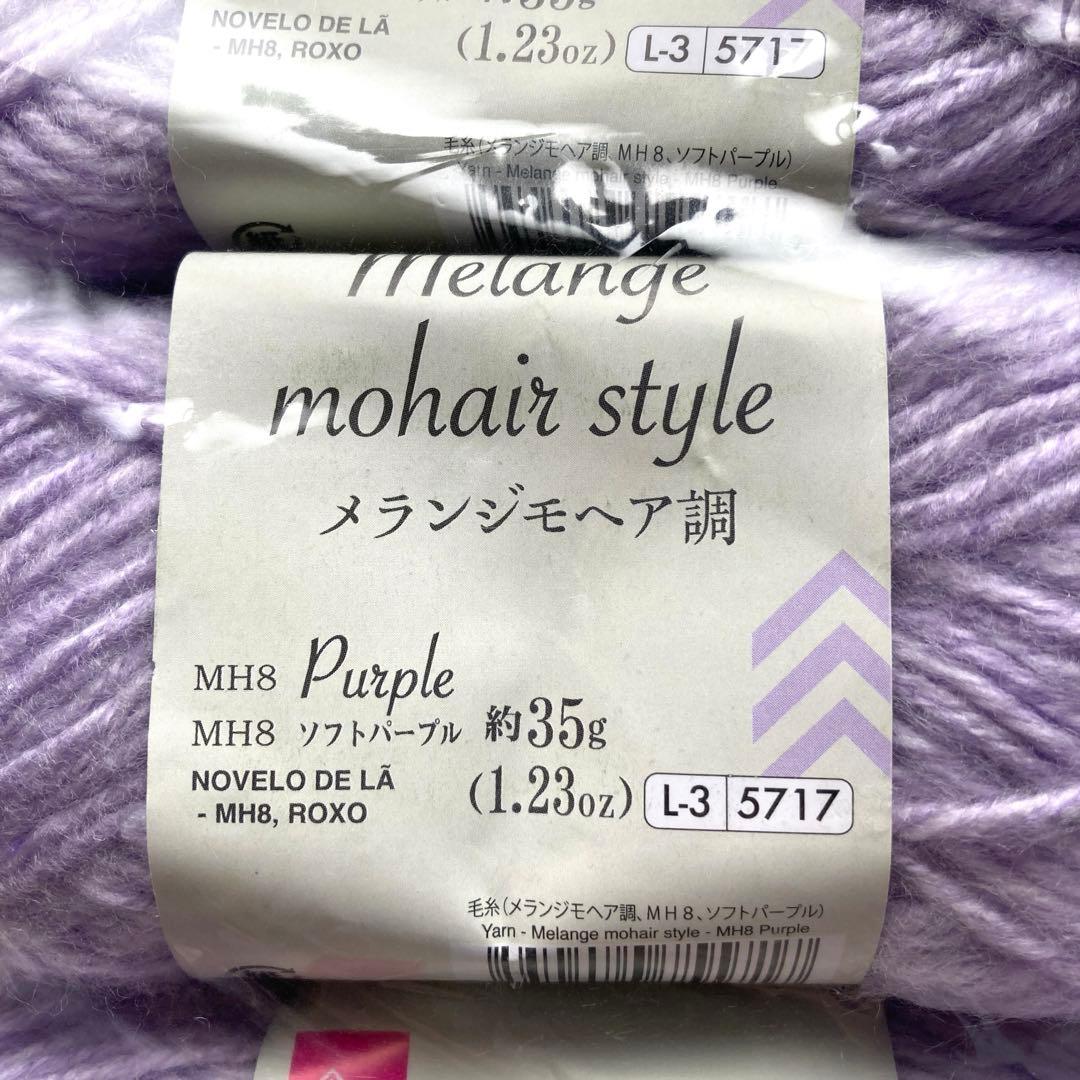 NOVELO DE LÃ
- MH8, ROXO
(1.23oz)
L-3 5717
毛糸(メランジモヘア調、MH8、ソフトパープル)
Yarn - Melange mohair style - MH8 Purple
Melange
mohair style
メランジモヘア調
MH8 Purple
MH8 ソフトパープル 約35g
NOVELO DE LÃ
- MH8, ROXO
(1.23oz)
L-3 5717
毛糸(メランジモヘア調、MH8、ソフトパープル)
Yarn - Melange mohair style - MH8 Purple